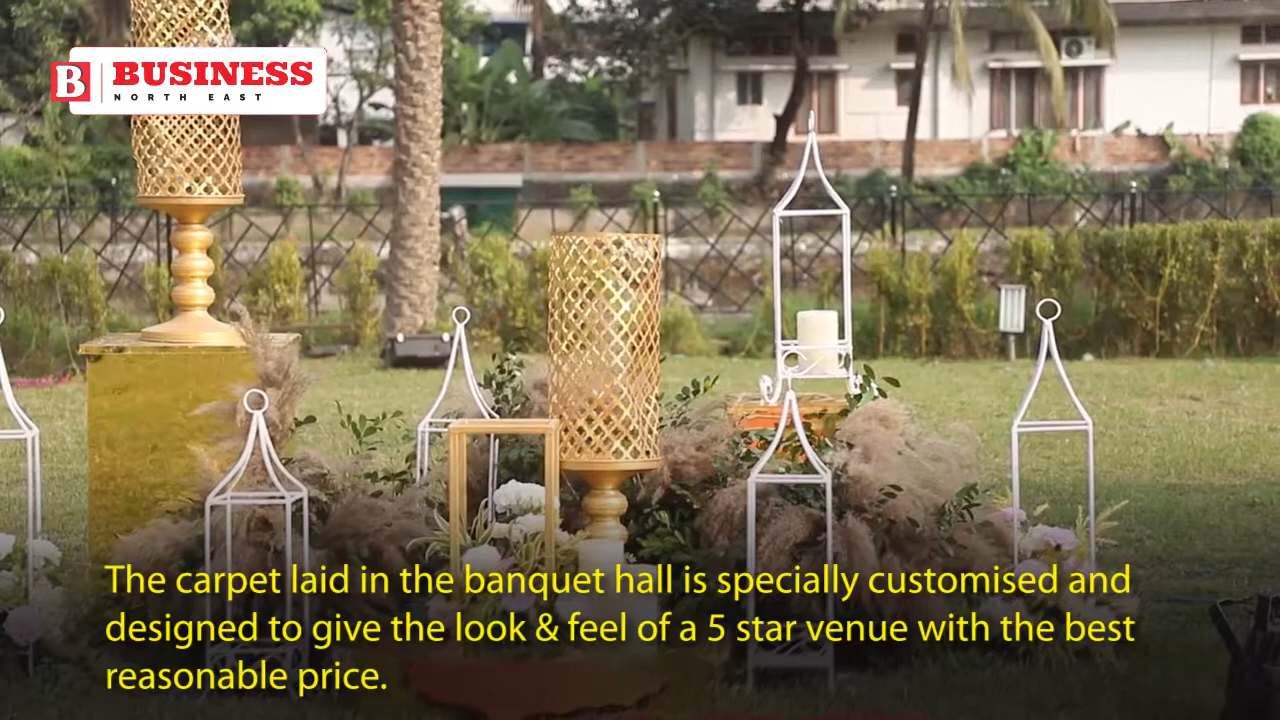 B BUSINESS
NORTH EAST
The carpet laid in the banquet hall is specially customised and
designed to give the look & feel of a 5 star venue with the best
reasonable price.